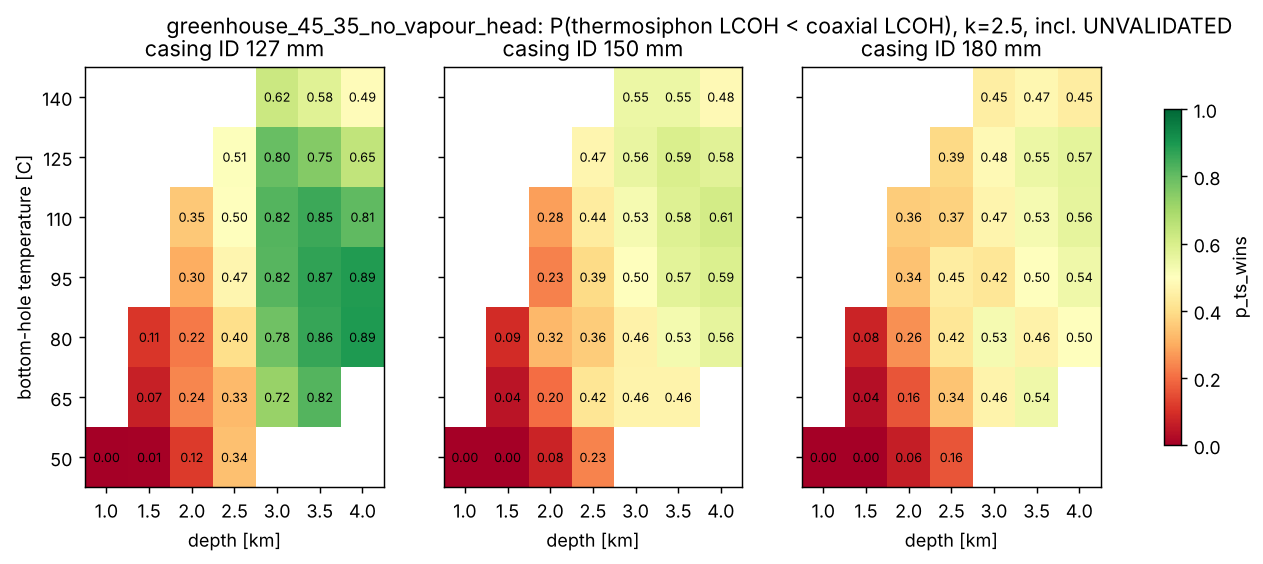 greenhouse_45_35_no_vapour_head: P(thermosiphon LCOH < coaxial LCOH), k=2.5, incl. UNVALIDATED
casing ID 127 mm
casing ID 150 mm
casing ID 180 mm
bottom-hole temperature [C]
140
125
110
95
80
65
50
0.62 0.58 0.49
0.51 0.80 0.75 0.65
0.35 0.50 0.82 0.85 0.81
0.30 0.47 0.82 0.87 0.89
0.11 0.22 0.40 0.78 0.86 0.89
0.07 0.24 0.33 0.72 0.82
0.00 0.01 0.12 0.34
1.0 1.5 2.0 2.5 3.0 3.5 4.0
depth [km]
0.55 0.55 0.48
0.47 0.56 0.59 0.58
0.28 0.44 0.53 0.58 0.61
0.23 0.39 0.50 0.57 0.59
0.09 0.32 0.36 0.46 0.53 0.56
0.04 0.20 0.42 0.46 0.46
0.00 0.00 0.08 0.23
1.0 1.5 2.0 2.5 3.0 3.5 4.0
depth [km]
0.45 0.47 0.45
0.39 0.48 0.55 0.57
0.36 0.37 0.47 0.53 0.56
0.34 0.45 0.42 0.50 0.54
0.08 0.26 0.42 0.53 0.46 0.50
0.04 0.16 0.34 0.46 0.54
0.00 0.00 0.06 0.16
1.0 1.5 2.0 2.5 3.0 3.5 4.0
depth [km]
1.0
0.8
0.6
0.4
0.2
0.0
p_ts_wins